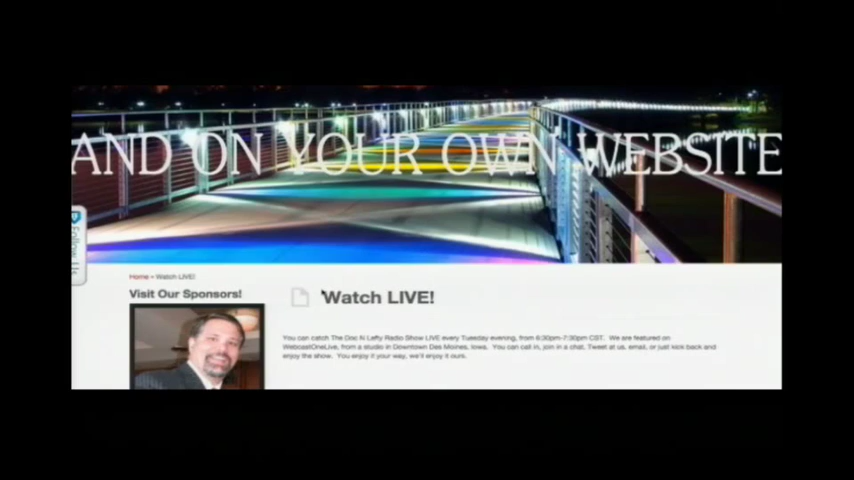 AND ON YOUR OWN WEBSITE
Follow Us
Home » Watch LIVE!
Visit Our Sponsors!
Watch LIVE!
You can catch The Doc N Lefty Radio Show LIVE every Tuesday evening, from 6:30pm-7:30pm CST. We are featured on
WebcastOneLive, from a studio in Downtown Des Moines, Iowa. You can call in, join in a chat, Tweet at us, email, or just kick back and
enjoy the show. You enjoy it your way, we'll enjoy it ours.